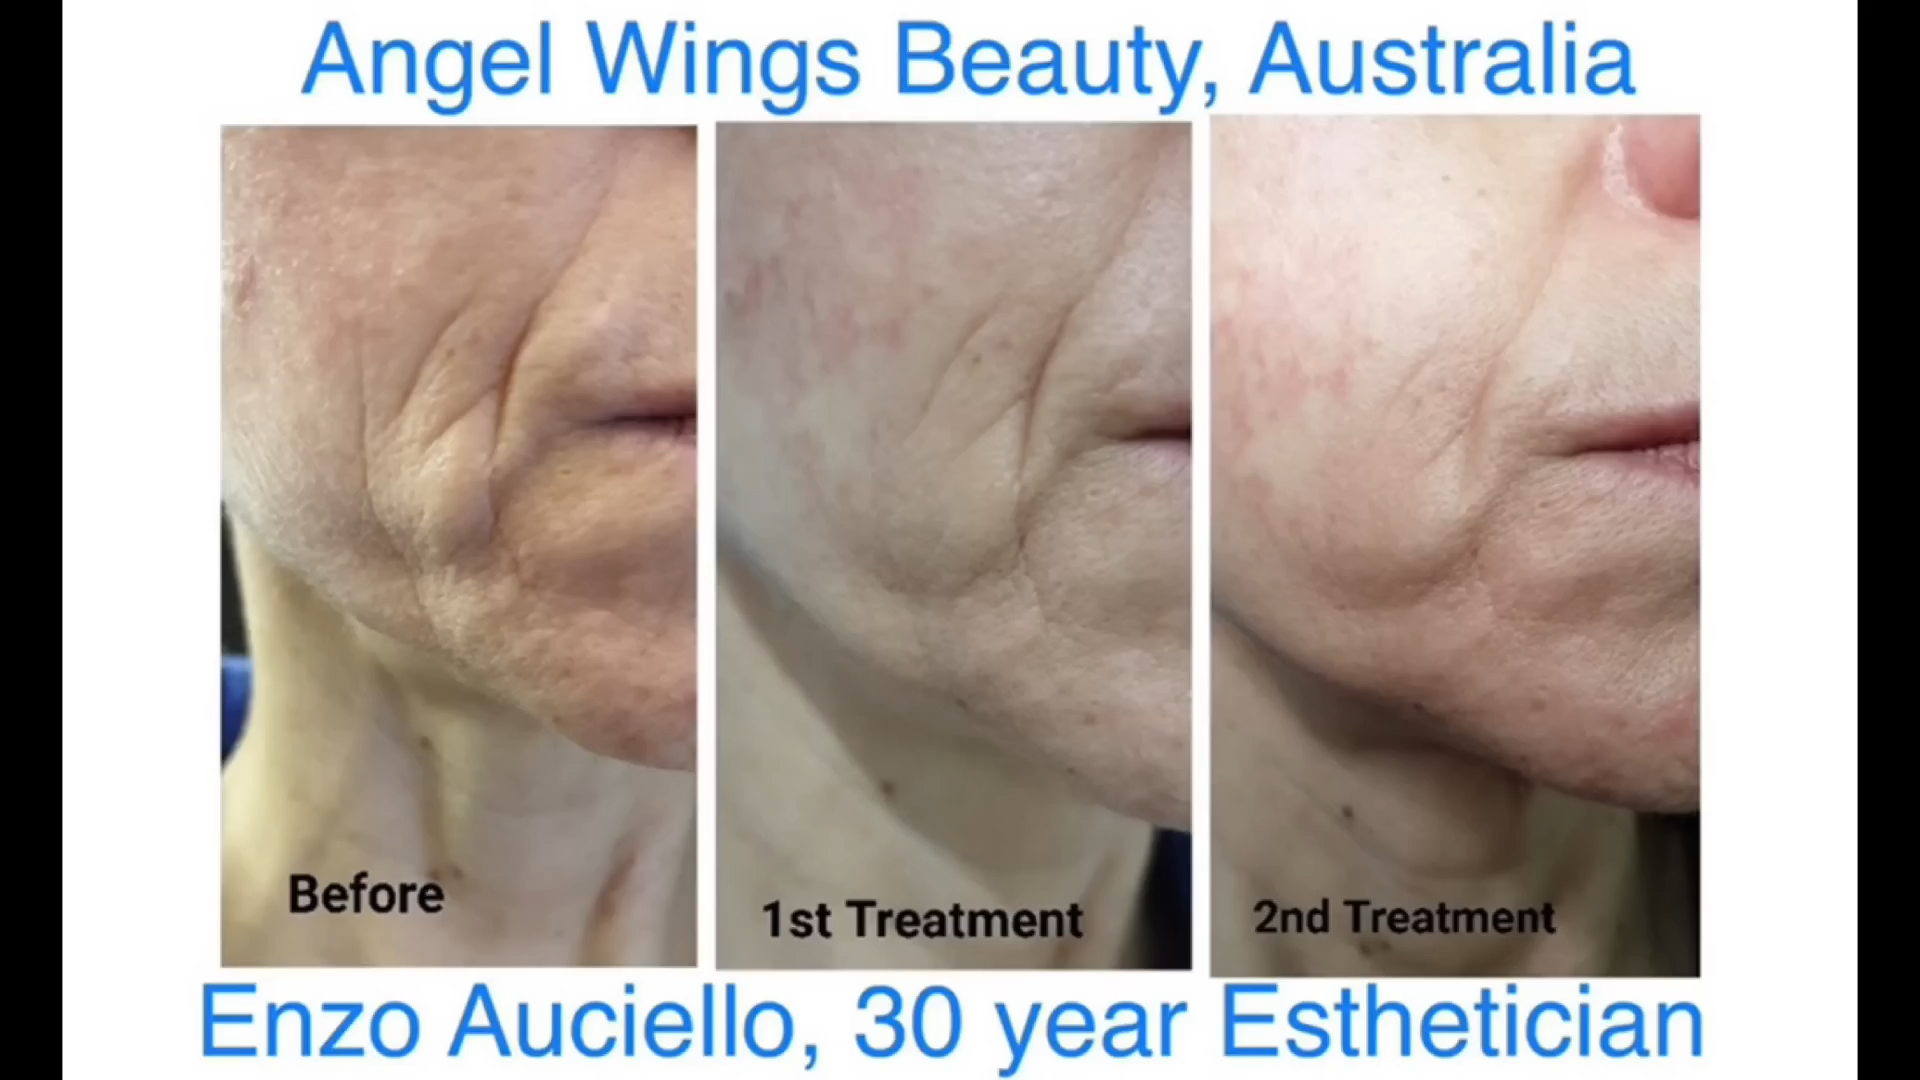 Angel Wings Beauty, Australia
Before
1st Treatment
2nd Treatment
Enzo Auciello, 30 year Esthetician